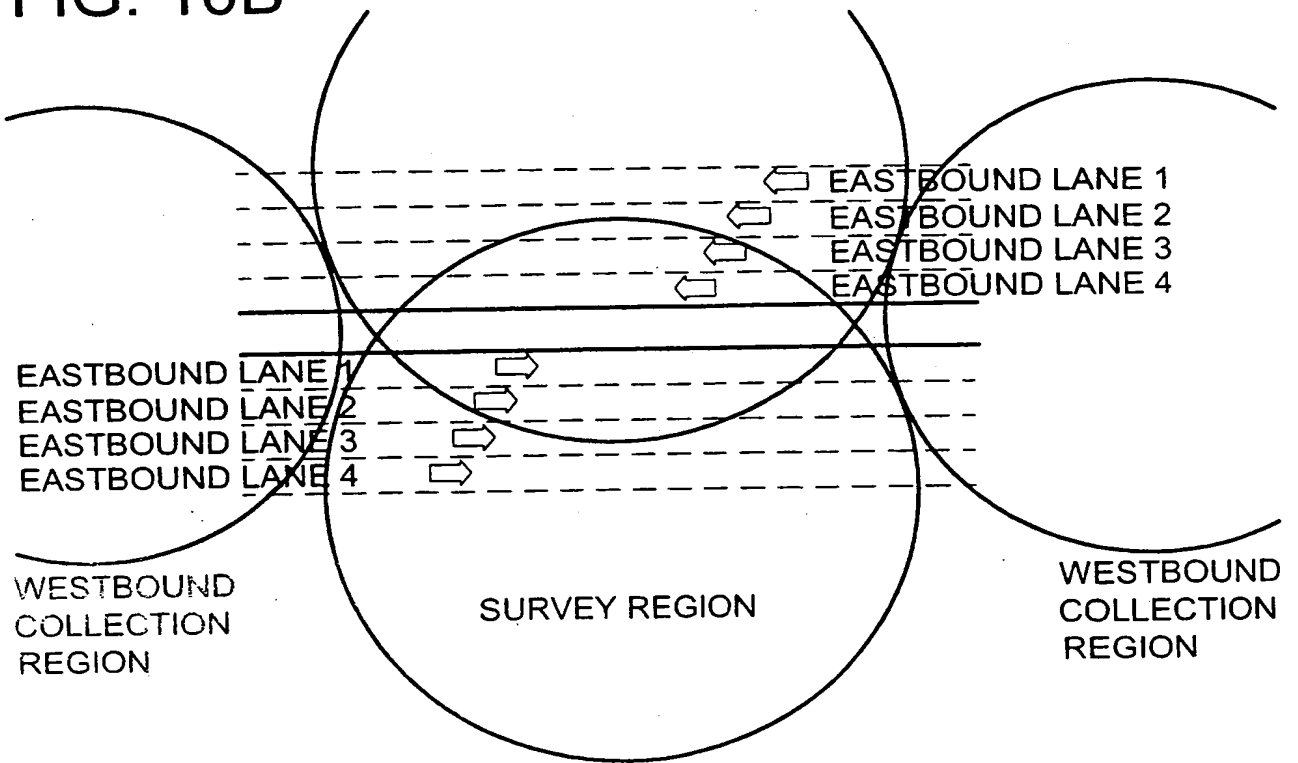 FIG. 16B
EASTBOUND LANE 1
EASTBOUND LANE 2
EASTBOUND LANE 3
EASTBOUND LANE 4
EASTBOUND LANE 1
EASTBOUND LANE 2
EASTBOUND LANE 3
EASTBOUND LANE 4
WESTBOUND
COLLECTION
REGION
SURVEY REGION
WESTBOUND
COLLECTION
REGION